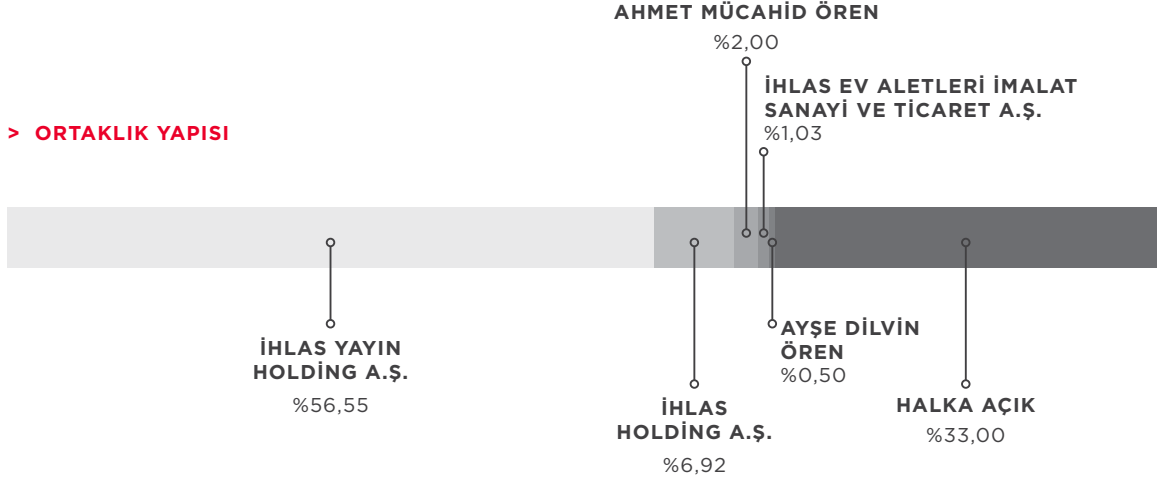 AHMET MÜCAHİD ÖREN
%2,00
İHLAS EV ALETLERİ İMALAT
SANAYİ VE TİCARET A.Ş.
%1,03
> ORTAKLIK YAPISI
İHLAS YAYIN
HOLDİNG A.Ş.
%56,55
İHLAS
HOLDİNG A.Ş.
%6,92
AYŞE DİLVİN
ÖREN
%0,50
HALKA AÇIK
%33,00